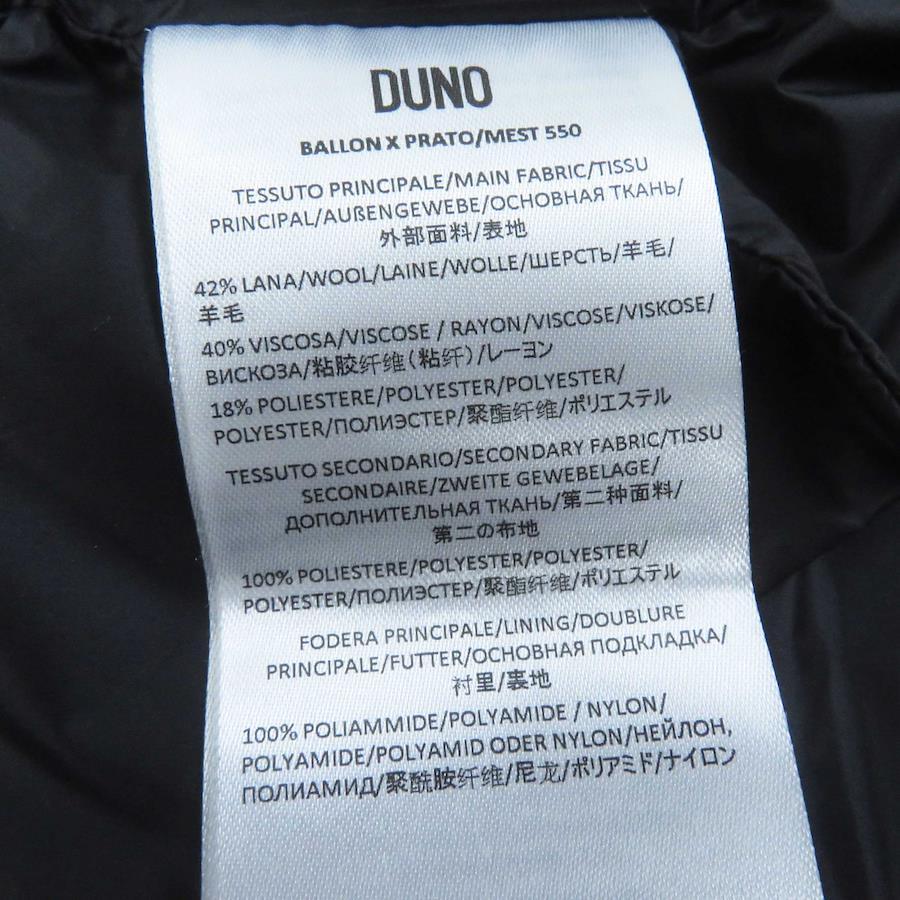 DUNO
BALLON X PRATO/MEST 550
TESSUTO PRINCIPALE/MAIN FABRIC/TISSU
PRINCIPAL/AUßENGEWEBE/ОСНОВНАЯ ТКАНЬ/
外部面料/表地
42% LANA/WOOL/LAINE/WOLLE/ШЕРСТЬ/羊毛/
羊毛
40% VISCOSA/VISCOSE / RAYON/VISCOSE/VISKOSE/
ВИСКОЗА/粘胶纤维(粘纤)/レーヨン
18% POLIESTERE/POLYESTER/POLYESTER/
POLYESTER/ПОЛИЭСТЕР/聚酯纤维/ポリエステル
TESSUTO SECONDARIO/SECONDARY FABRIC/TISSU
SECONDAIRE/ZWEITE GEWEBELAGE/
ДОПОЛНИТЕЛЬНАЯ ТКАНЬ/第二种面料/
第二の布地
100% POLIESTERE/POLYESTER/POLYESTER/
POLYESTER/ПОЛИЭСТЕР/聚酯纤维/ポリエステル
FODERA PRINCIPALE/LINING/DOUBLURE
PRINCIPALE/FUTTER/ОСНОВНАЯ ПОДКЛАДКА/
衬里/裏地
100% POLIAMMIDE/POLYAMIDE / NYLON/
POLYAMIDE/POLYAMID ODER NYLON/НЕЙЛОН,
ПОЛИАМИД/聚酰胺纤维/尼龙/ポリアミド/ナイロン